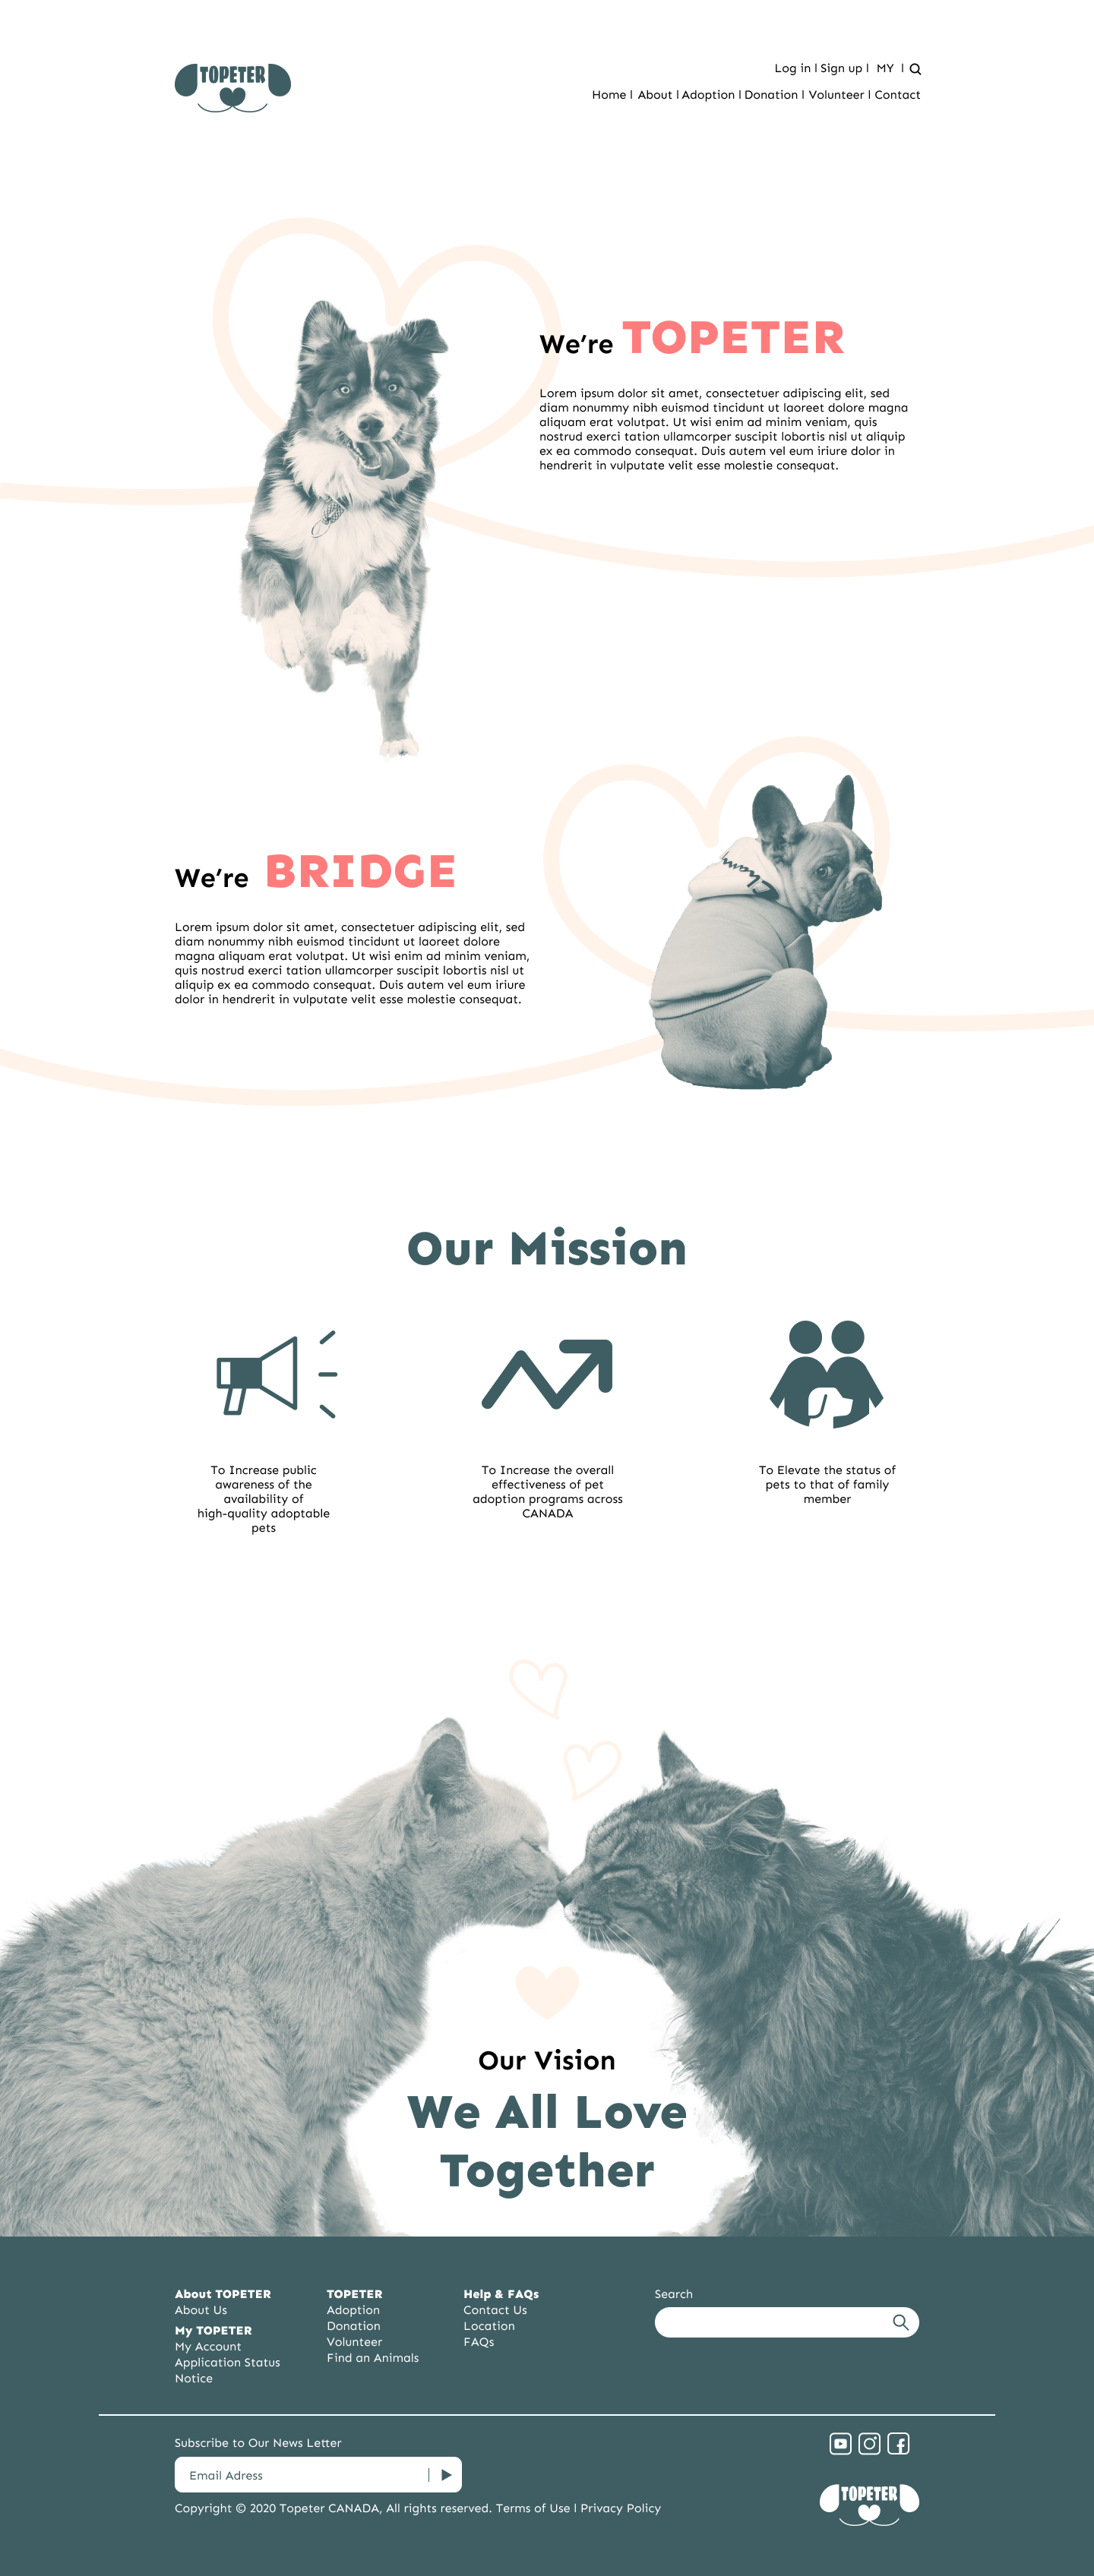 TOPETER
Log in | Sign up | MY |
Home | About | Adoption | Donation | Volunteer | Contact
We're TOPETER
Lorem ipsum dolor sit amet, consectetuer adipiscing elit, sed
diam nonummy nibh euismod tincidunt ut laoreet dolore magna
aliquam erat volutpat. Ut wisi enim ad minim veniam, quis
nostrud exerci tation ullamcorper suscipit lobortis nisl ut aliquip
ex ea commodo consequat. Duis autem vel eum iriure dolor in
hendrerit in vulputate velit esse molestie consequat.
We're BRIDGE
Lorem ipsum dolor sit amet, consectetuer adipiscing elit, sed
diam nonummy nibh euismod tincidunt ut laoreet dolore
magna aliquam erat volutpat. Ut wisi enim ad minim veniam,
quis nostrud exerci tation ullamcorper suscipit lobortis nisl ut
aliquip ex ea commodo consequat. Duis autem vel eum iriure
dolor in hendrerit in vulputate velit esse molestie consequat.
Our Mission
To Increase public
awareness of the
availability of
high-quality adoptable
pets
To Increase the overall
effectiveness of pet
adoption programs across
CANADA
To Elevate the status of
pets to that of family
member
Our Vision
We All Love
Together
About TOPETER
About Us
My TOPETER
My Account
Application Status
Notice
TOPETER
Adoption
Donation
Volunteer
Find an Animals
Help & FAQs
Contact Us
Location
FAQs
Search
Subscribe to Our News Letter
Email Adress
Copyright © 2020 Topeter CANADA, All rights reserved. Terms of Use | Privacy Policy
TOPETER